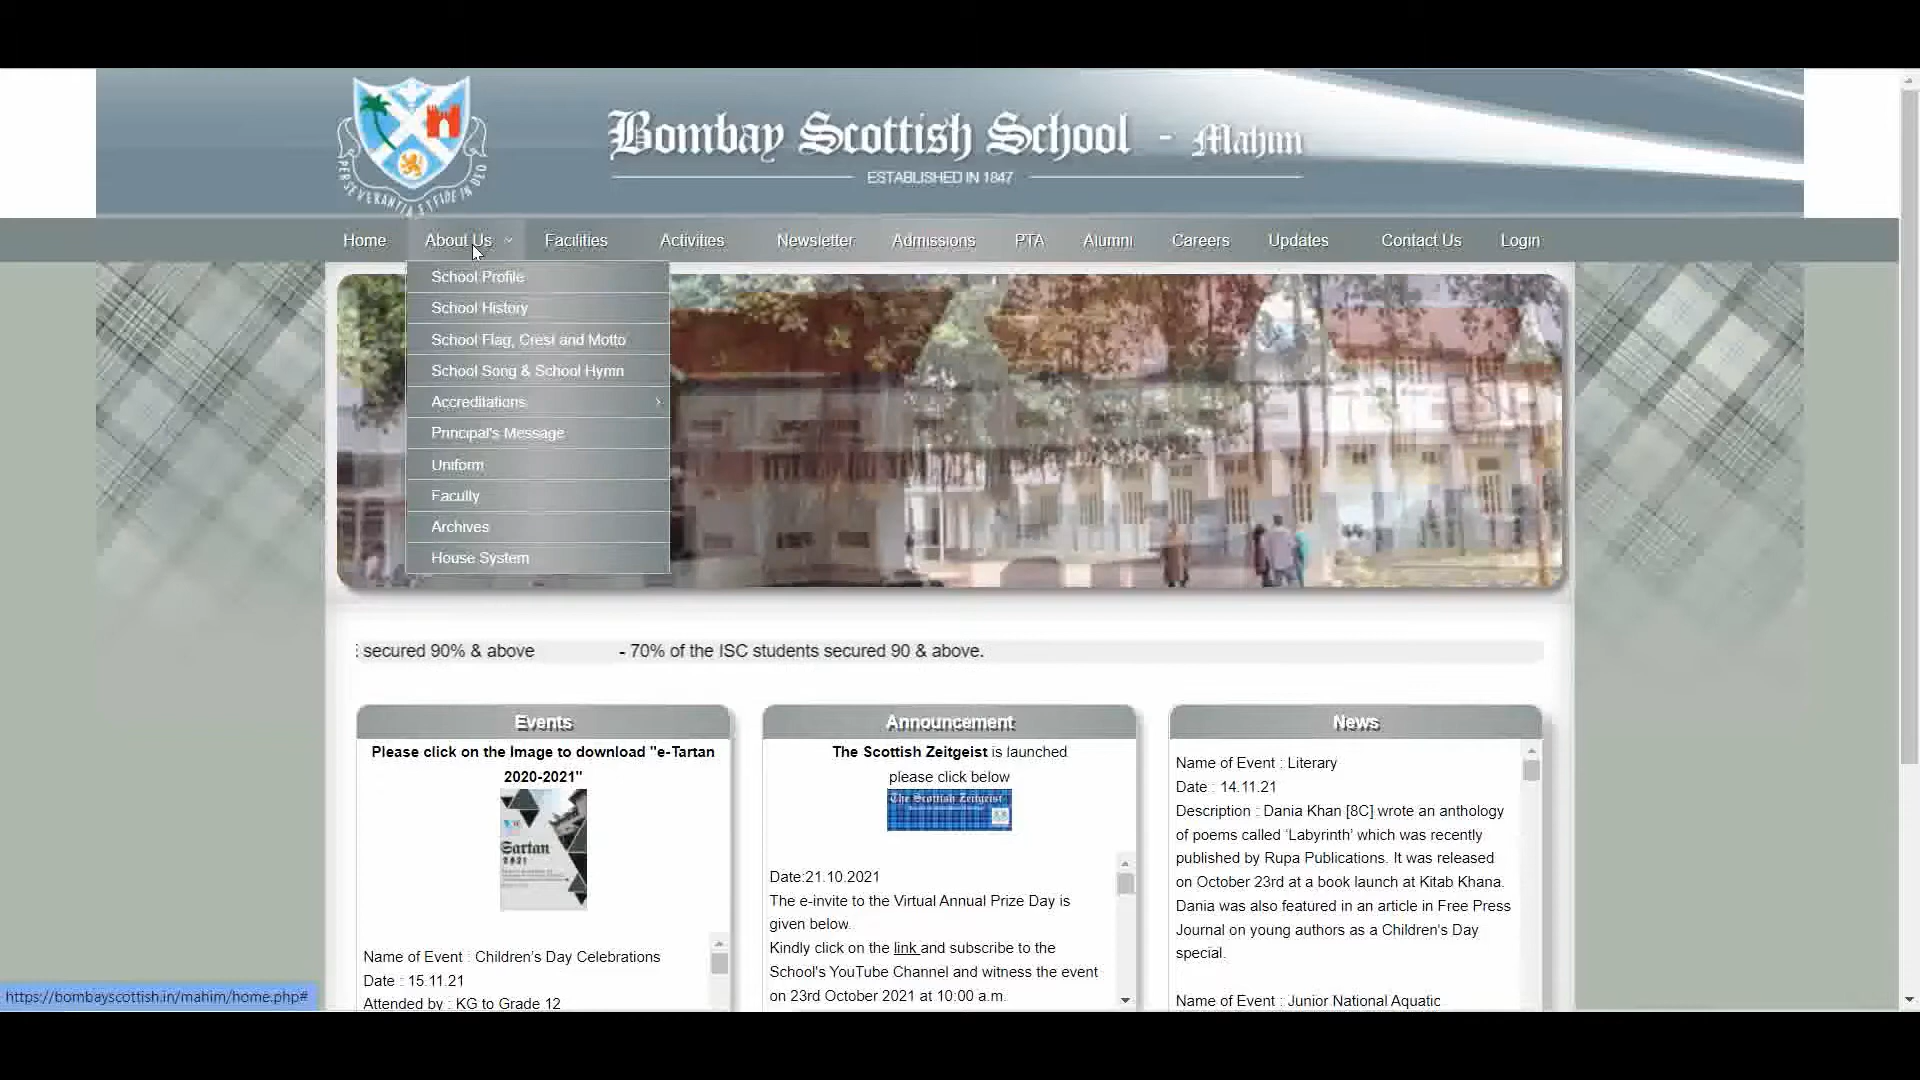 PERSEVERANTIA ET FIDE IN DEO
Bombay Scottish School - Mahim
ESTABLISHED IN 1847
Home About Us Facilities Activities Newsletter Admissions PTA Alumni Careers Updates Contact Us Login
School Profile
School History
School Flag, Crest and Motto
School Song & School Hymn
Accreditations
Principal's Message
Uniform
Faculty
Archives
House System
secured 90% & above - 70% of the ISC students secured 90 & above.
Events
Please click on the Image to download "e-Tartan
2020-2021"
Tartan
2021
Name of Event : Children's Day Celebrations
Date : 15.11.21
Attended by : KG to Grade 12
Announcement
The Scottish Zeitgeist is launched
please click below
The Scottish Zeitgeist
Date:21.10.2021
The e-invite to the Virtual Annual Prize Day is
given below.
Kindly click on the link and subscribe to the
School's YouTube Channel and witness the event
on 23rd October 2021 at 10:00 a.m.
News
Name of Event : Literary
Date : 14.11.21
Description : Dania Khan [8C] wrote an anthology
of poems called ‘Labyrinth’ which was recently
published by Rupa Publications. It was released
on October 23rd at a book launch at Kitab Khana.
Dania was also featured in an article in Free Press
Journal on young authors as a Children's Day
special.
Name of Event : Junior National Aquatic
https://bombayscottish.in/mahim/home.php#